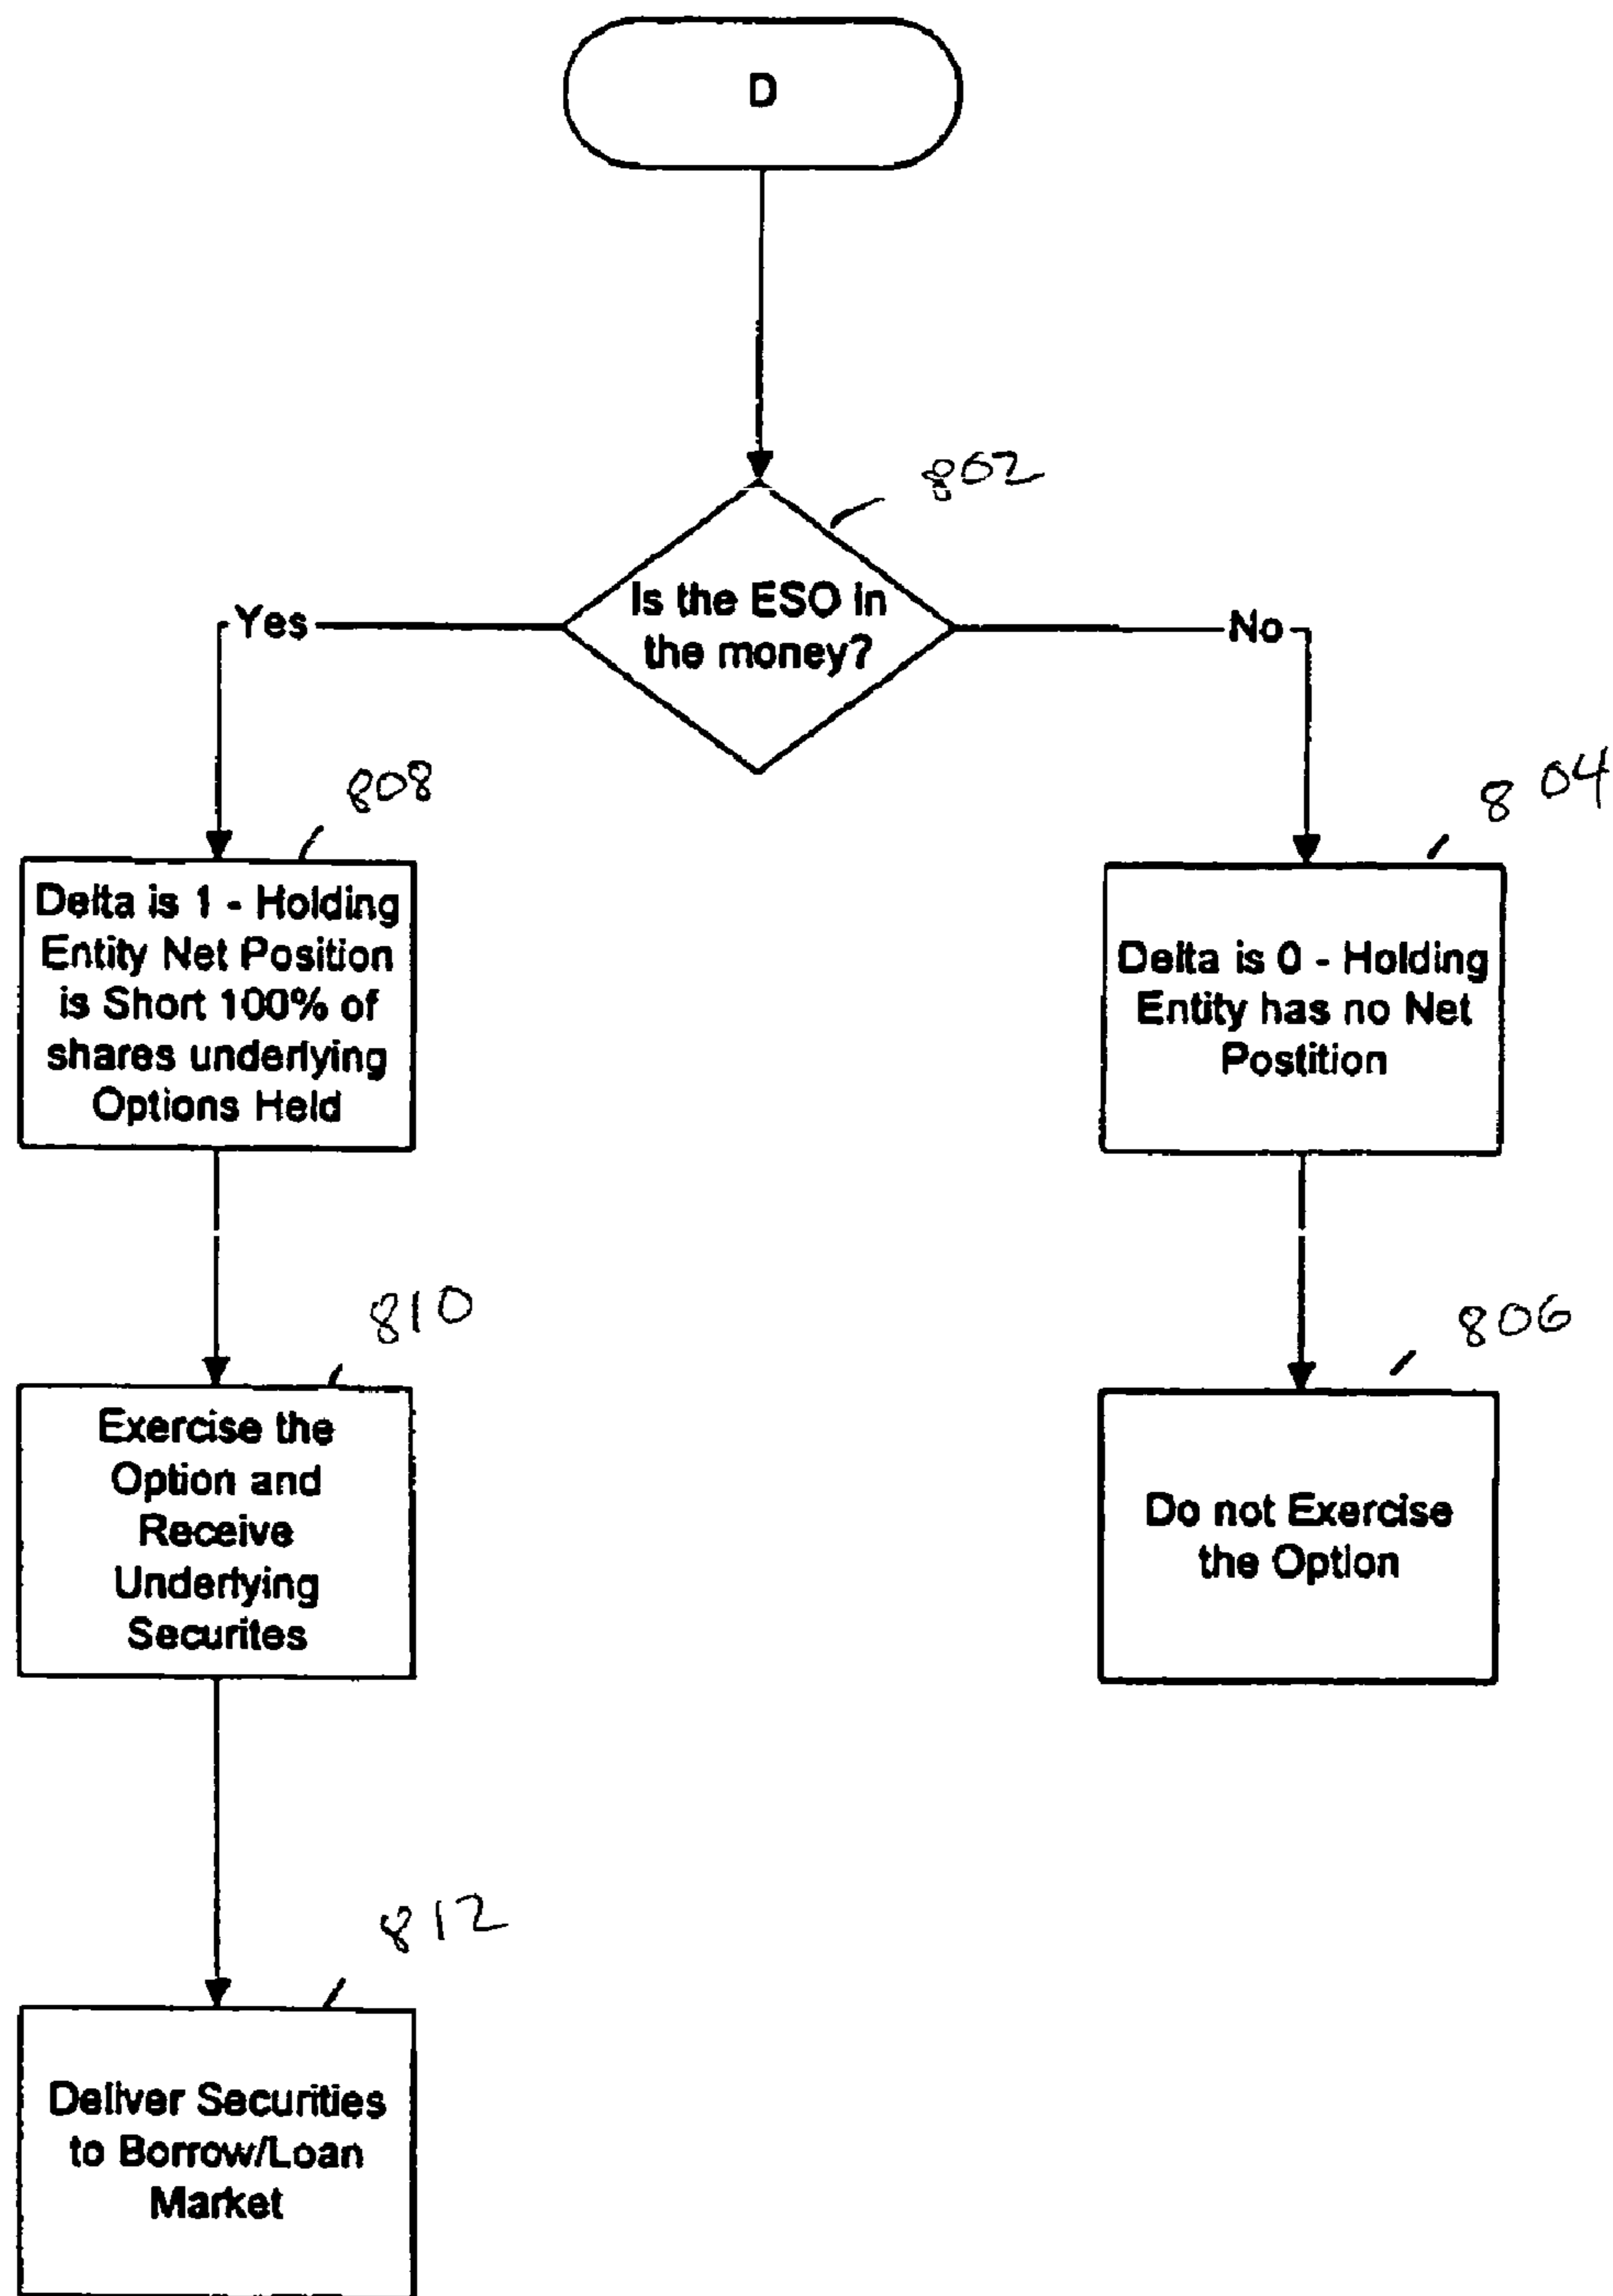 D
802
Is the ESO in
the money?
Yes
No
808
804
Delta is 1 - Holding
Entity Net Position
is Short 100% of
shares underlying
Options Held
Delta is 0 - Holding
Entity has no Net
Postition
810
806
Exercise the
Option and
Receive
Underlying
Securites
Do not Exercise
the Option
812
Deliver Securities
to Borrow/Loan
Market